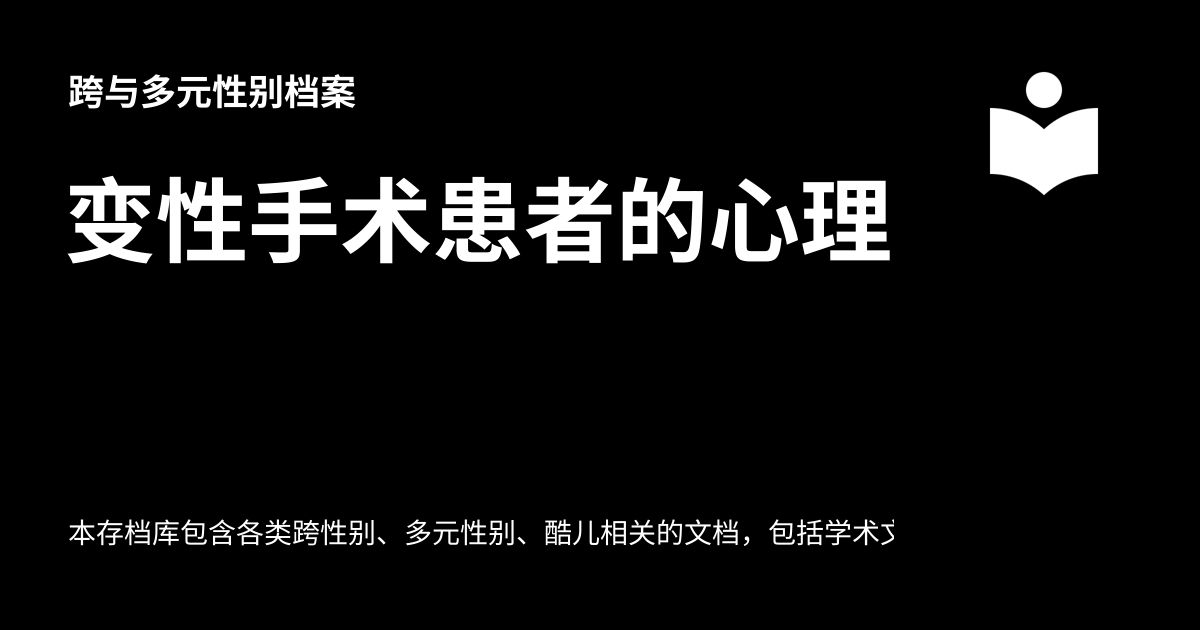 跨与多元性别档案
变性手术患者的心理
本存档库包含各类跨性别、多元性别、酷儿相关的文档，包括学术